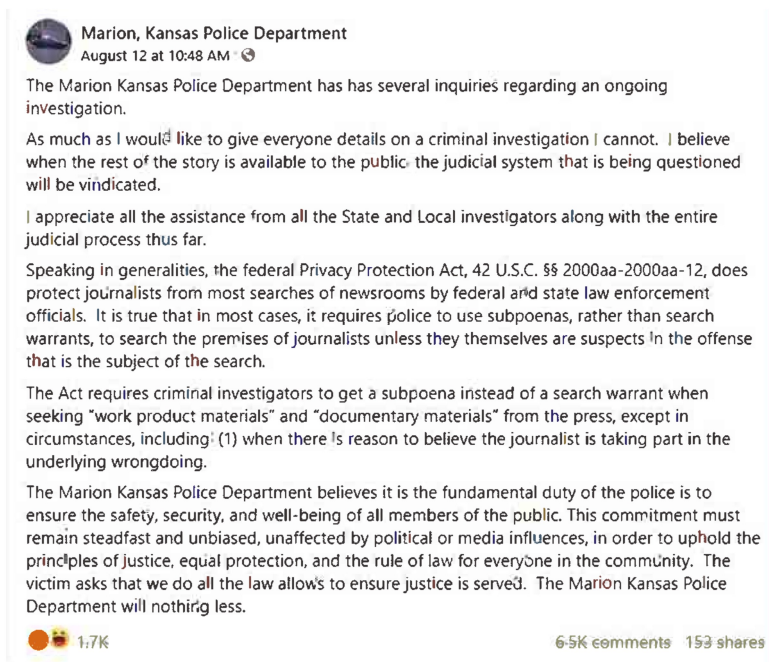 Marion, Kansas Police Department
August 12 at 10:48 AM
The Marion Kansas Police Department has has several inquiries regarding an ongoing
investigation.
As much as I would like to give everyone details on a criminal investigation I cannot. I believe
when the rest of the story is available to the public the judicial system that is being questioned
will be vindicated.
I appreciate all the assistance from all the State and Local investigators along with the entire
judicial process thus far.
Speaking in generalities, the federal Privacy Protection Act, 42 U.S.C. §§ 2000aa-2000aa-12, does
protect journalists from most searches of newsrooms by federal and state law enforcement
officials. It is true that in most cases, it requires police to use subpoenas, rather than search
warrants, to search the premises of journalists unless they themselves are suspects in the offense
that is the subject of the search.
The Act requires criminal investigators to get a subpoena instead of a search warrant when
seeking "work product materials" and "documentary materials" from the press, except in
circumstances, including: (1) when there is reason to believe the journalist is taking part in the
underlying wrongdoing.
The Marion Kansas Police Department believes it is the fundamental duty of the police is to
ensure the safety, security, and well-being of all members of the public. This commitment must
remain steadfast and unbiased, unaffected by political or media influences, in order to uphold the
principles of justice, equal protection, and the rule of law for everyone in the community. The
victim asks that we do all the law allows to ensure justice is served. The Marion Kansas Police
Department will nothing less.
1.7K 6.5K comments 153 shares